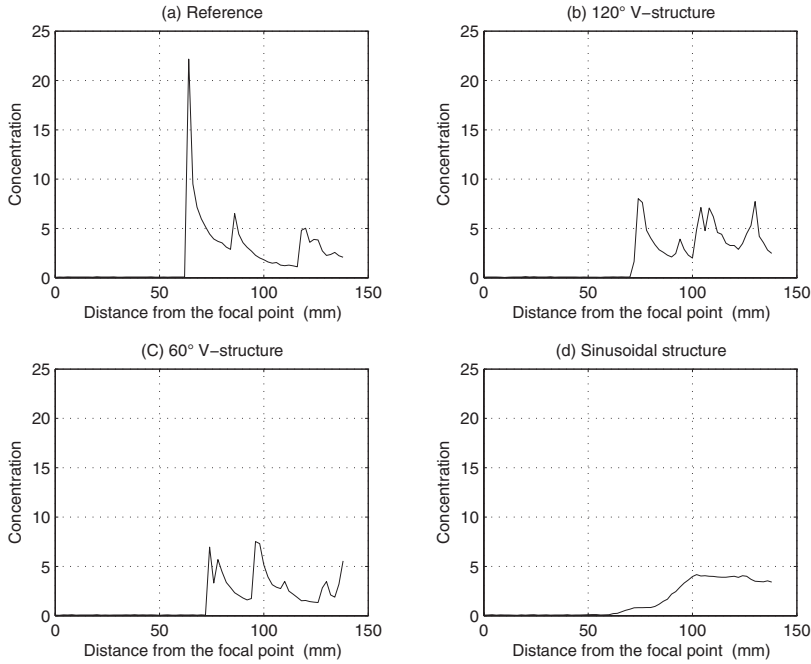 (a) Reference
25
20
15
10
5
0
Concentration
0 50 100 150
Distance from the focal point (mm)
(b) 120° V−structure
25
20
15
10
5
0
Concentration
0 50 100 150
Distance from the focal point (mm)
(C) 60° V−structure
25
20
15
10
5
0
Concentration
0 50 100 150
Distance from the focal point (mm)
(d) Sinusoidal structure
25
20
15
10
5
0
Concentration
0 50 100 150
Distance from the focal point (mm)